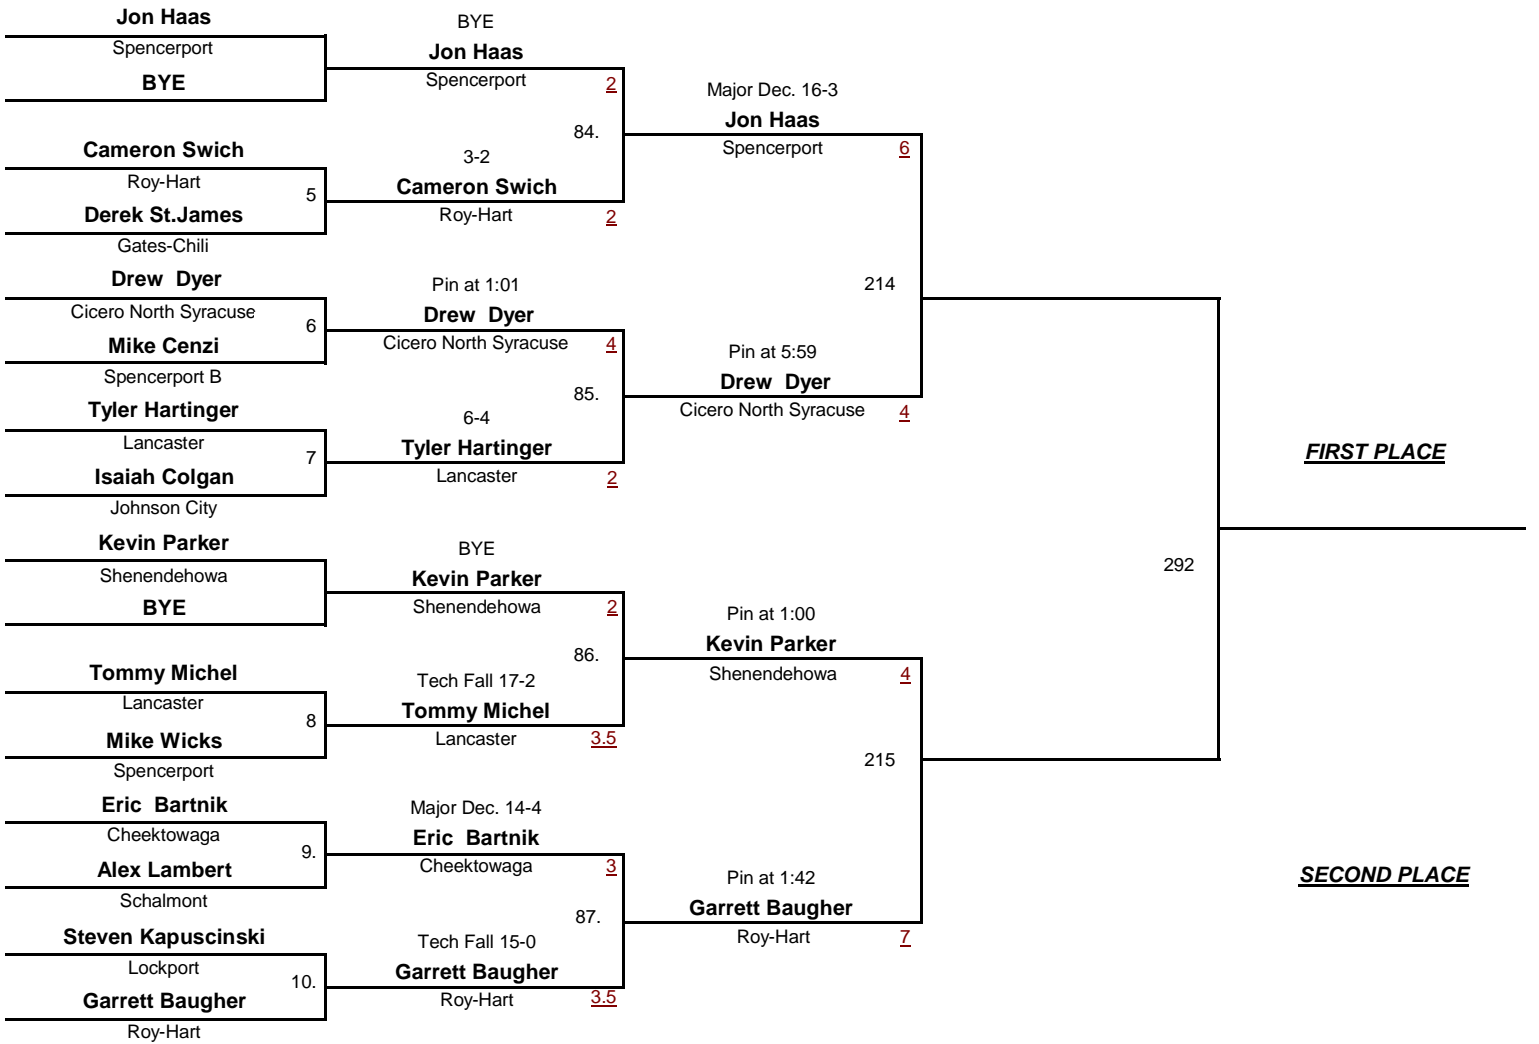 Jon Haas
Spencerport
BYE
Cameron Swich
Roy-Hart
5
Derek St.James
Gates-Chili
Drew Dyer
Cicero North Syracuse
6
Mike Cenzi
Spencerport B
Tyler Hartinger
Lancaster
7
Isaiah Colgan
Johnson City
Kevin Parker
Shenendehowa
BYE
Tommy Michel
Lancaster
8
Mike Wicks
Spencerport
Eric Bartnik
Cheektowaga
9.
Alex Lambert
Schalmont
Steven Kapuscinski
Lockport
10.
Garrett Baugher
Roy-Hart
BYE
Jon Haas
Spencerport
2
84.
3-2
Cameron Swich
Roy-Hart
2
Pin at 1:01
Drew Dyer
Cicero North Syracuse
4
85.
6-4
Tyler Hartinger
Lancaster
2
BYE
Kevin Parker
Shenendehowa
2
86.
Tech Fall 17-2
Tommy Michel
Lancaster
3.5
Major Dec. 14-4
Eric Bartnik
Cheektowaga
3
87.
Tech Fall 15-0
Garrett Baugher
Roy-Hart
3.5
Major Dec. 16-3
Jon Haas
Spencerport
6
214
Pin at 5:59
Drew Dyer
Cicero North Syracuse
4
Pin at 1:00
Kevin Parker
Shenendehowa
4
215
Pin at 1:42
Garrett Baugher
Roy-Hart
7
292
FIRST PLACE
SECOND PLACE